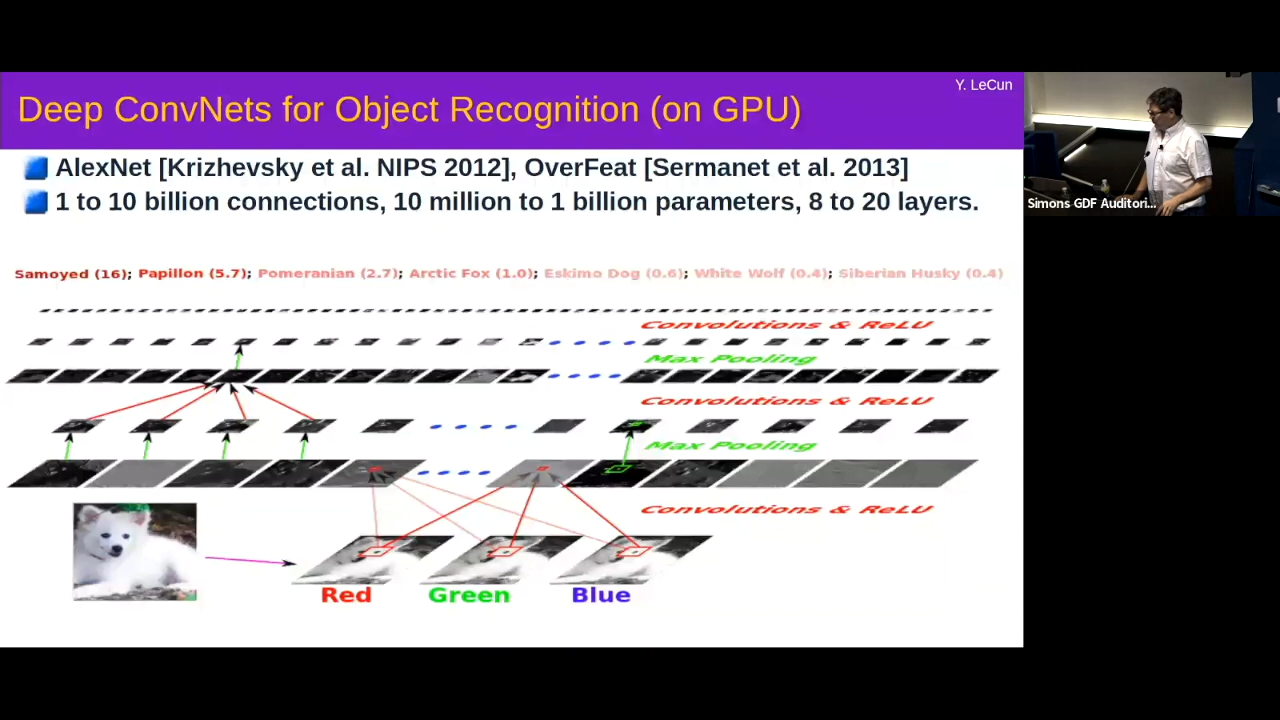 Y. LeCun
Deep ConvNets for Object Recognition (on GPU)
AlexNet [Krizhevsky et al. NIPS 2012], OverFeat [Sermanet et al. 2013]
1 to 10 billion connections, 10 million to 1 billion parameters, 8 to 20 layers.
Simons GDF Auditori...
Samoyed (16); Papillon (5.7); Pomeranian (2.7); Arctic Fox (1.0); Eskimo Dog (0.6); White Wolf (0.4); Siberian Husky (0.4)
Convolutions & ReLU
Max Pooling
Convolutions & ReLU
Max Pooling
Convolutions & ReLU
Red Green Blue